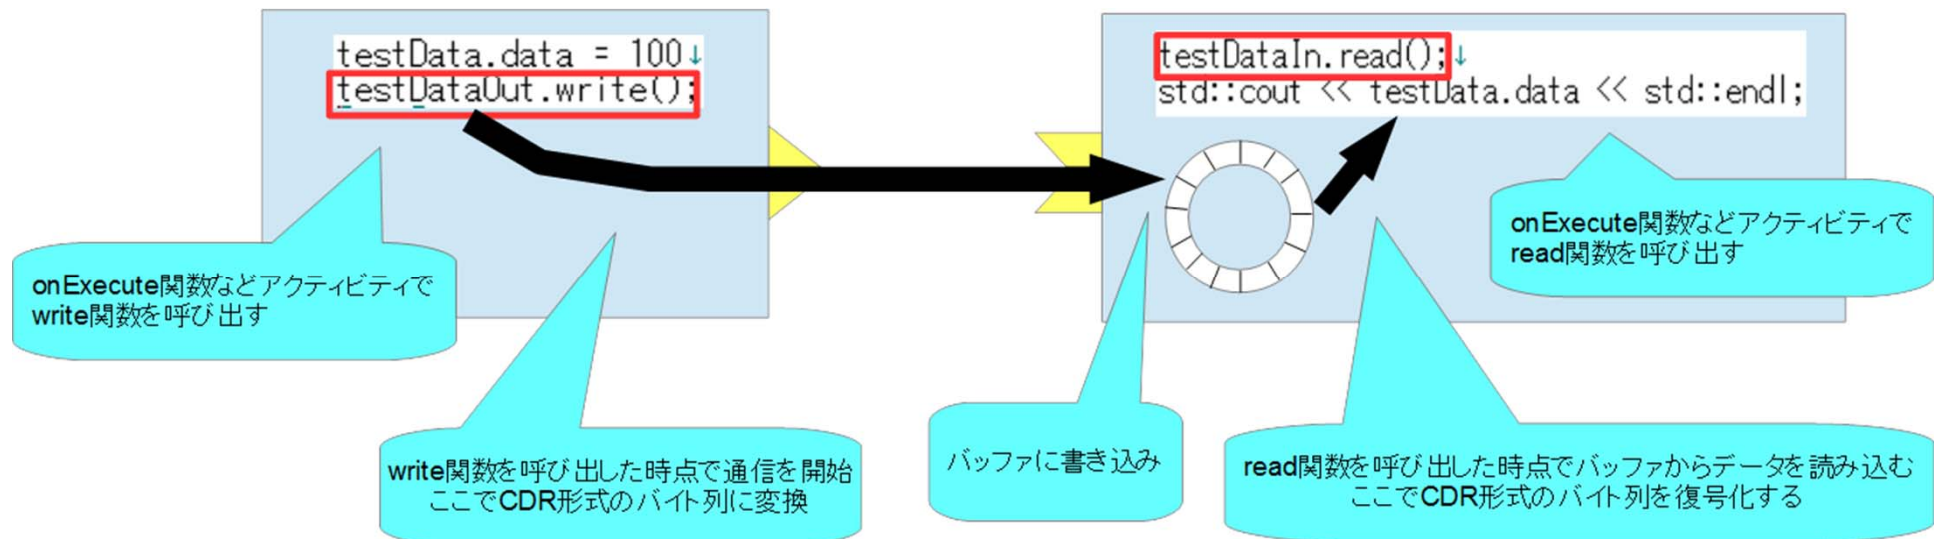 testData.data = 100↓
testDataOut.write();
testDataIn.read();↓
std::cout << testData.data << std::endl;
onExecute関数などアクティビティで
write関数を呼び出す
onExecute関数などアクティビティで
read関数を呼び出す
write関数を呼び出した時点で通信を開始
ここでCDR形式のバイト列に変換
バッファに書き込み
read関数を呼び出した時点でバッファからデータを読み込む
ここでCDR形式のバイト列を復号化する